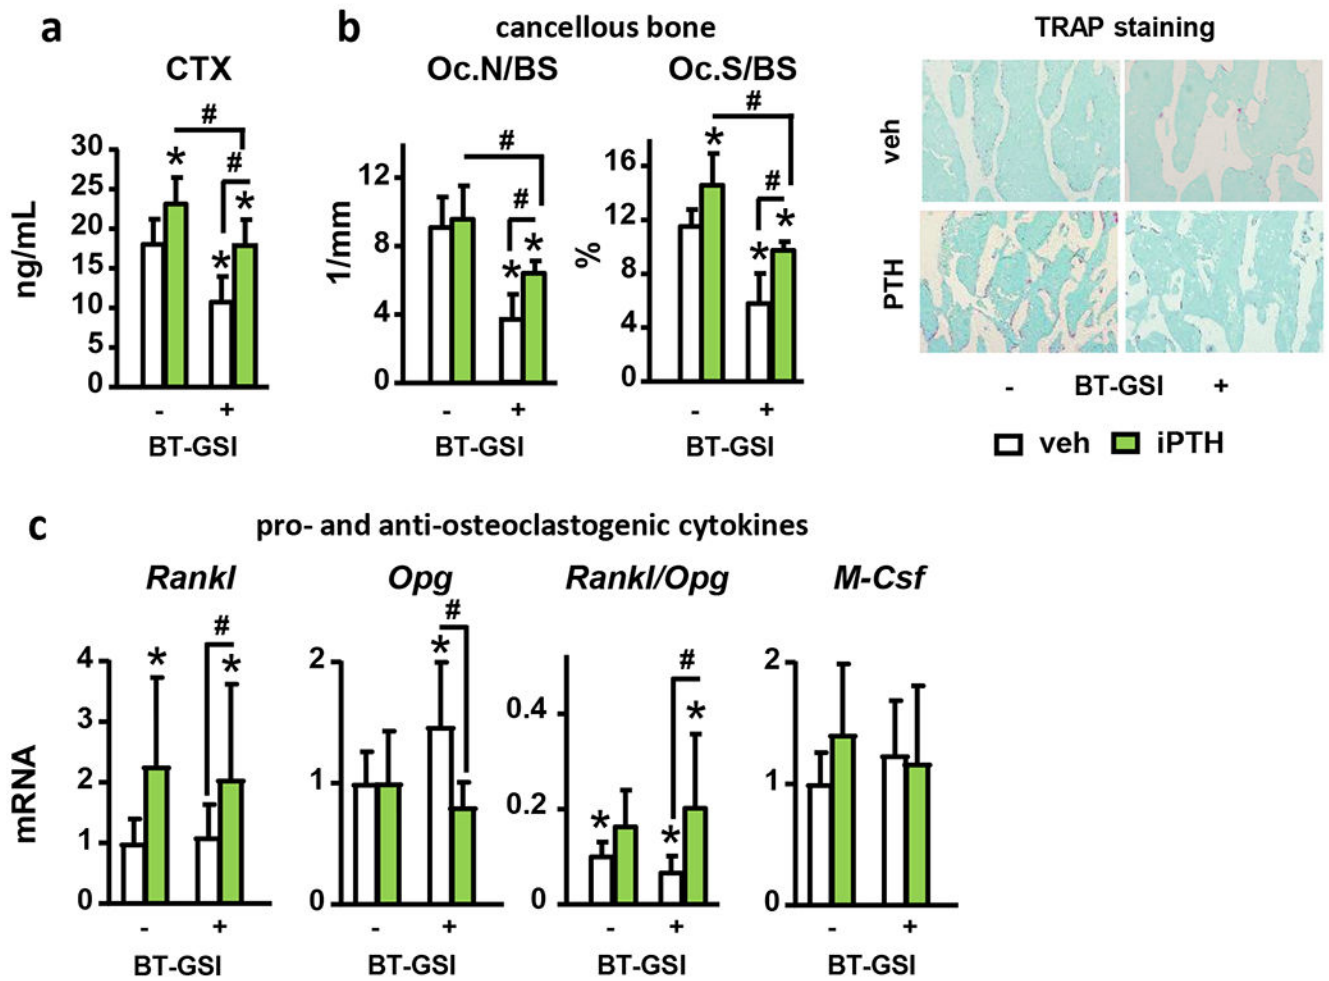 a
CTX
ng/mL
30
25
20
15
10
5
0
#
*
#
*
*
- +
BT-GSI
b
cancellous bone
Oc.N/BS
1/mm
12
8
4
0
#
#
*
*
- +
BT-GSI
Oc.S/BS
%
16
12
8
4
0
#
*
#
*
*
- +
BT-GSI
TRAP staining
veh
PTH
- BT-GSI +
veh iPTH
c
pro- and anti-osteoclastogenic cytokines
Rankl
mRNA
4
3
2
1
0
#
*
*
- +
BT-GSI
Opg
2
1
0
#
*
- +
BT-GSI
Rankl/Opg
0.4
0.2
0
#
*
*
*
- +
BT-GSI
M-Csf
2
1
0
- +
BT-GSI